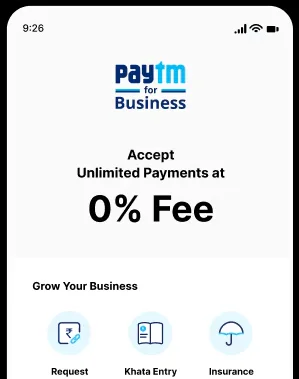 9:26
paytm
for
Business
Accept
Unlimited Payments at
0% Fee
Grow Your Business
₹
Request
Khata Entry
Insurance